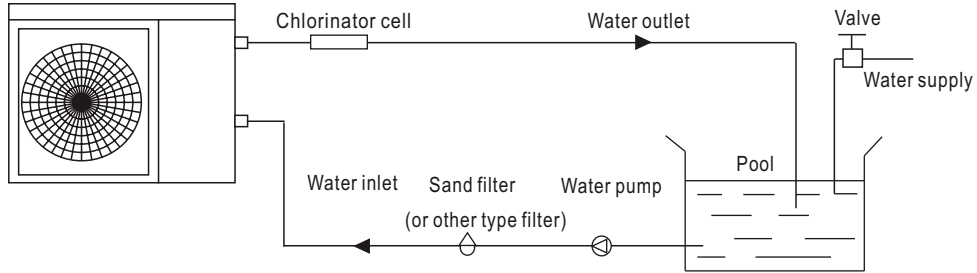 Chlorinator cell
Water outlet
Valve
Water supply
Pool
Water inlet
Sand filter
(or other type filter)
Water pump